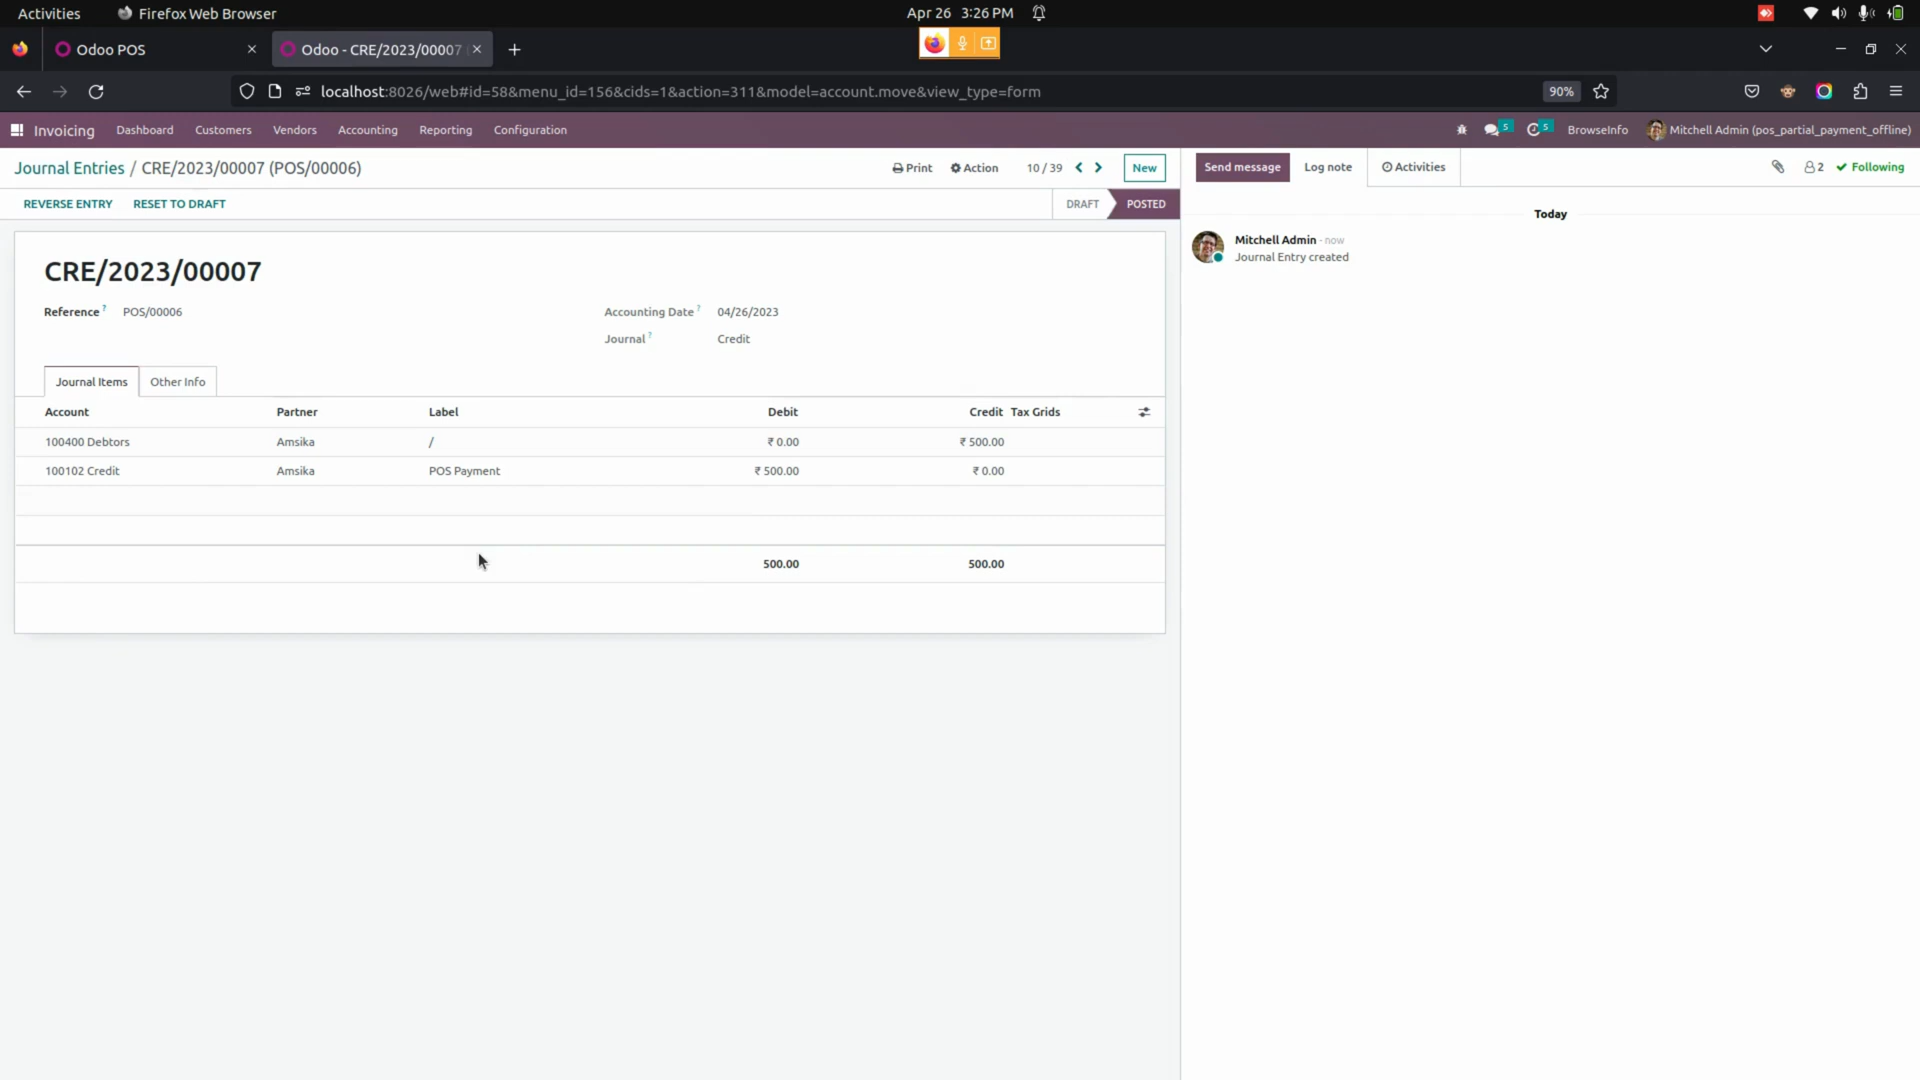 Activities Firefox Web Browser Apr 26 3:26 PM
Odoo POS Odoo - CRE/2023/00007
localhost:8026/web#id=58&menu_id=156&cids=1&action=311&model=account.move&view_type=form 90%
Invoicing Dashboard Customers Vendors Accounting Reporting Configuration 5 5 BrowseInfo Mitchell Admin (pos_partial_payment_offline)
Journal Entries / CRE/2023/00007 (POS/00006) Print Action 10 / 39 New Send message Log note Activities 2 Following
REVERSE ENTRY RESET TO DRAFT DRAFT POSTED
Today
Mitchell Admin - now
Journal Entry created
CRE/2023/00007
Reference ? POS/00006 Accounting Date ? 04/26/2023
Journal ? Credit
Journal Items Other Info
Account Partner Label Debit Credit Tax Grids
100400 Debtors Amsika / ₹ 0.00 ₹ 500.00
100102 Credit Amsika POS Payment ₹ 500.00 ₹ 0.00
500.00 500.00